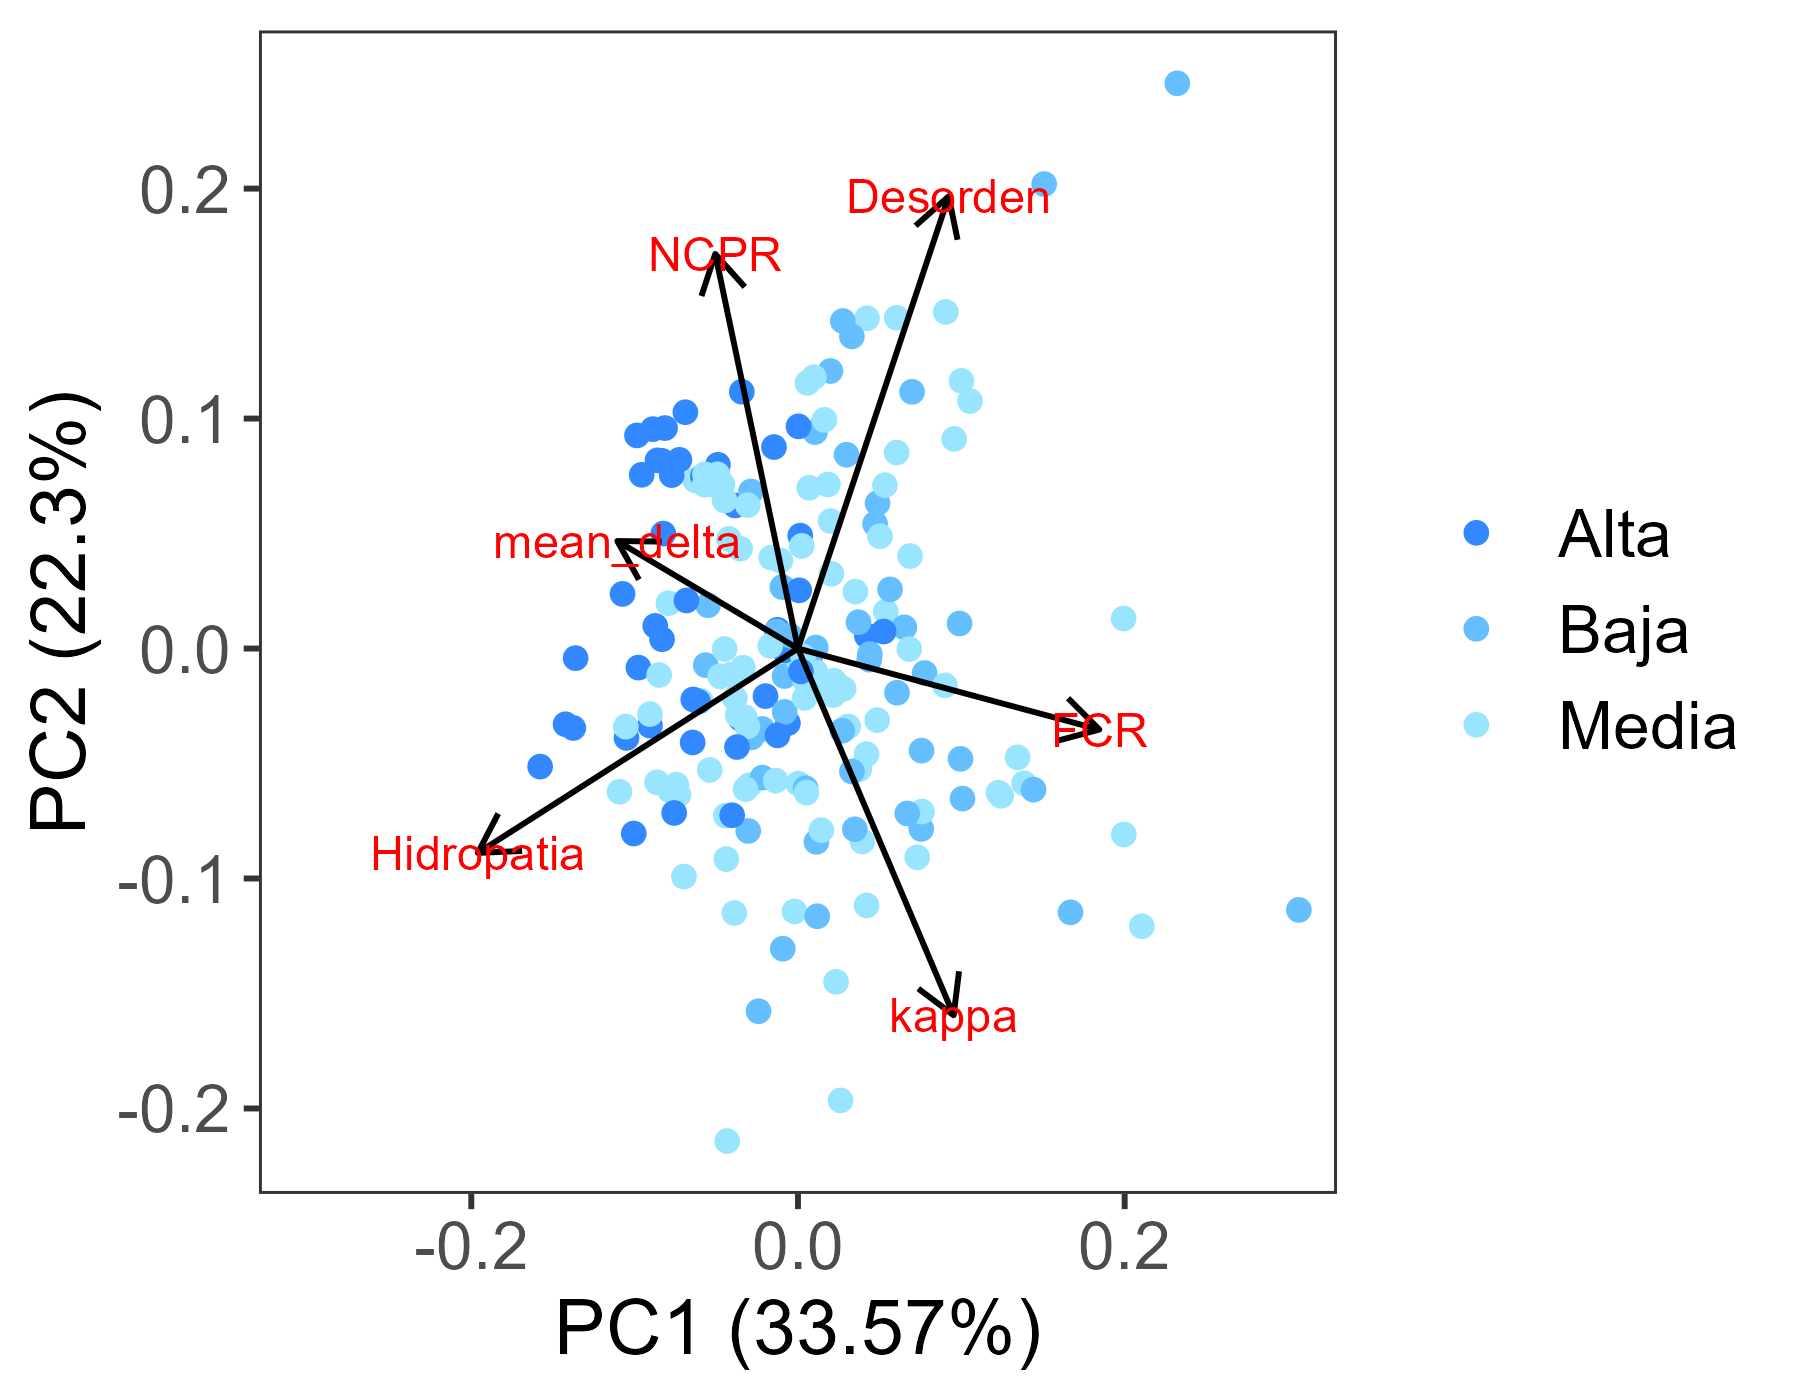 PC2 (22.3%)
0.2
0.1
0.0
-0.1
-0.2
Desorden
NCPR
mean_delta
FCR
Hidropatia
kappa
-0.2
0.0
0.2
PC1 (33.57%)
Alta
Baja
Media